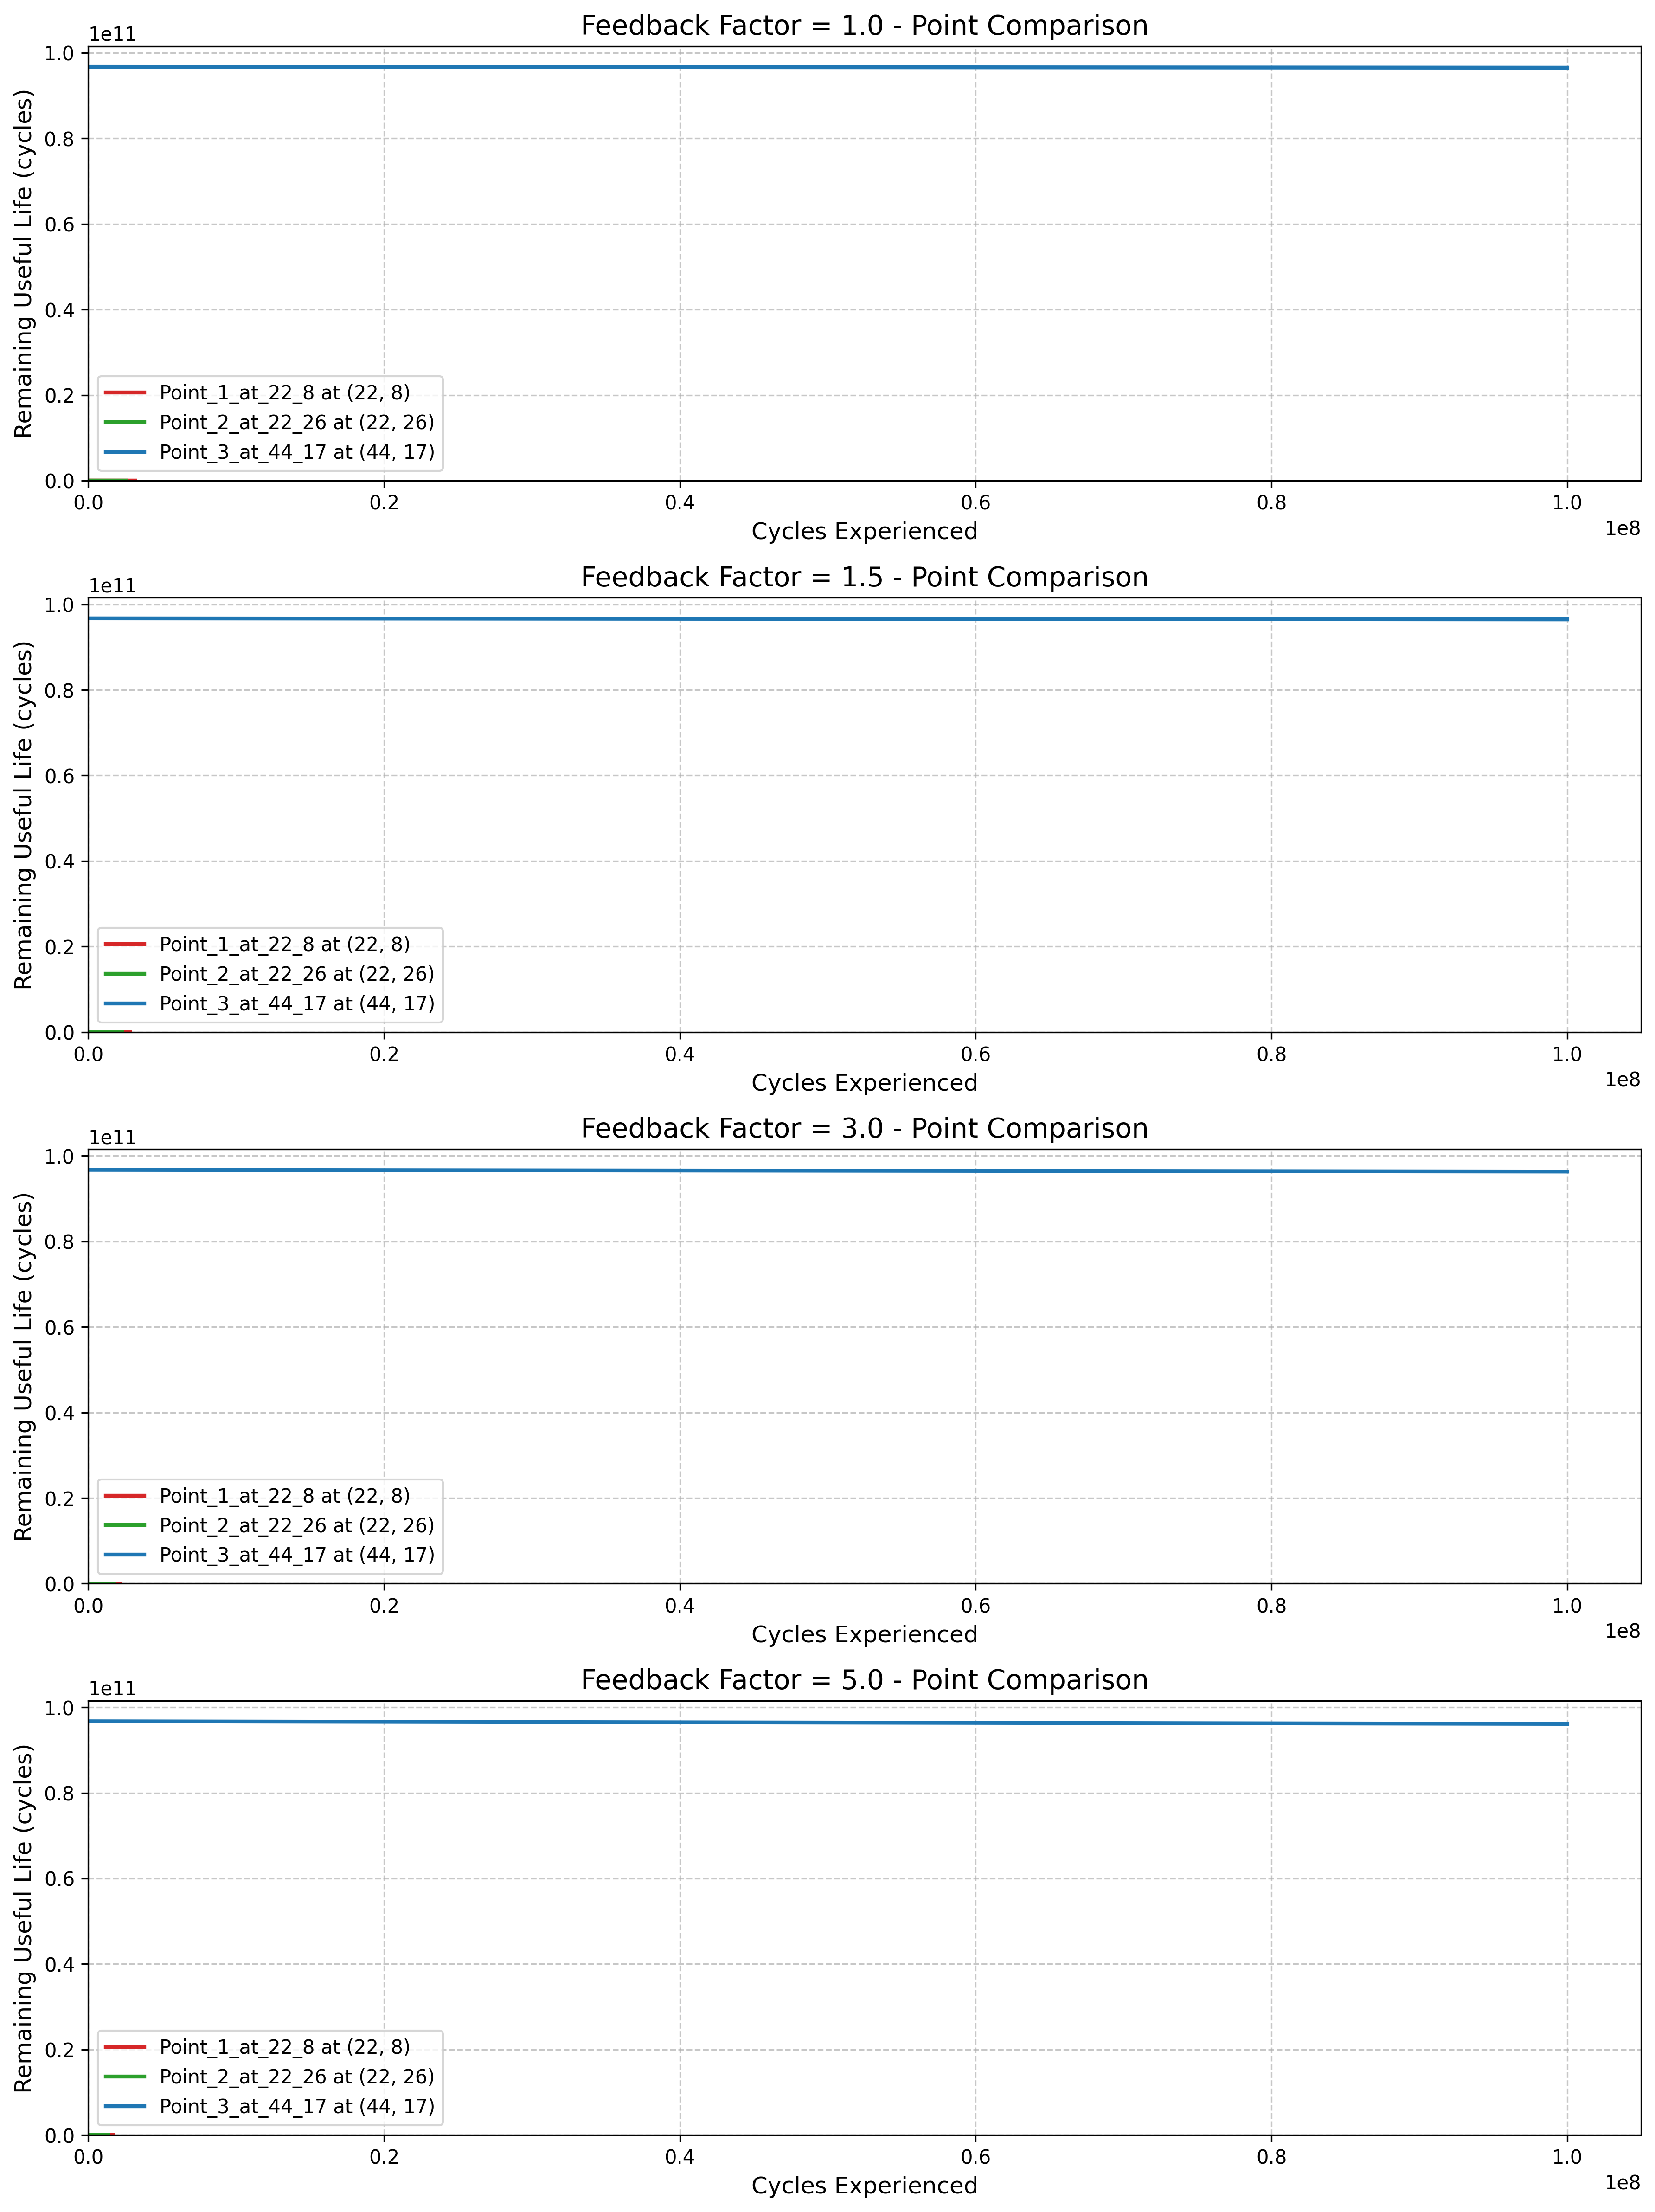 Feedback Factor = 1.0 - Point Comparison
1e11
Remaining Useful Life (cycles)
1.0
0.8
0.6
0.4
0.2
0.0
Point_1_at_22_8 at (22, 8)
Point_2_at_22_26 at (22, 26)
Point_3_at_44_17 at (44, 17)
0.0 0.2 0.4 0.6 0.8 1.0
Cycles Experienced
1e8
Feedback Factor = 1.5 - Point Comparison
1e11
Remaining Useful Life (cycles)
1.0
0.8
0.6
0.4
0.2
0.0
Point_1_at_22_8 at (22, 8)
Point_2_at_22_26 at (22, 26)
Point_3_at_44_17 at (44, 17)
0.0 0.2 0.4 0.6 0.8 1.0
Cycles Experienced
1e8
Feedback Factor = 3.0 - Point Comparison
1e11
Remaining Useful Life (cycles)
1.0
0.8
0.6
0.4
0.2
0.0
Point_1_at_22_8 at (22, 8)
Point_2_at_22_26 at (22, 26)
Point_3_at_44_17 at (44, 17)
0.0 0.2 0.4 0.6 0.8 1.0
Cycles Experienced
1e8
Feedback Factor = 5.0 - Point Comparison
1e11
Remaining Useful Life (cycles)
1.0
0.8
0.6
0.4
0.2
0.0
Point_1_at_22_8 at (22, 8)
Point_2_at_22_26 at (22, 26)
Point_3_at_44_17 at (44, 17)
0.0 0.2 0.4 0.6 0.8 1.0
Cycles Experienced
1e8